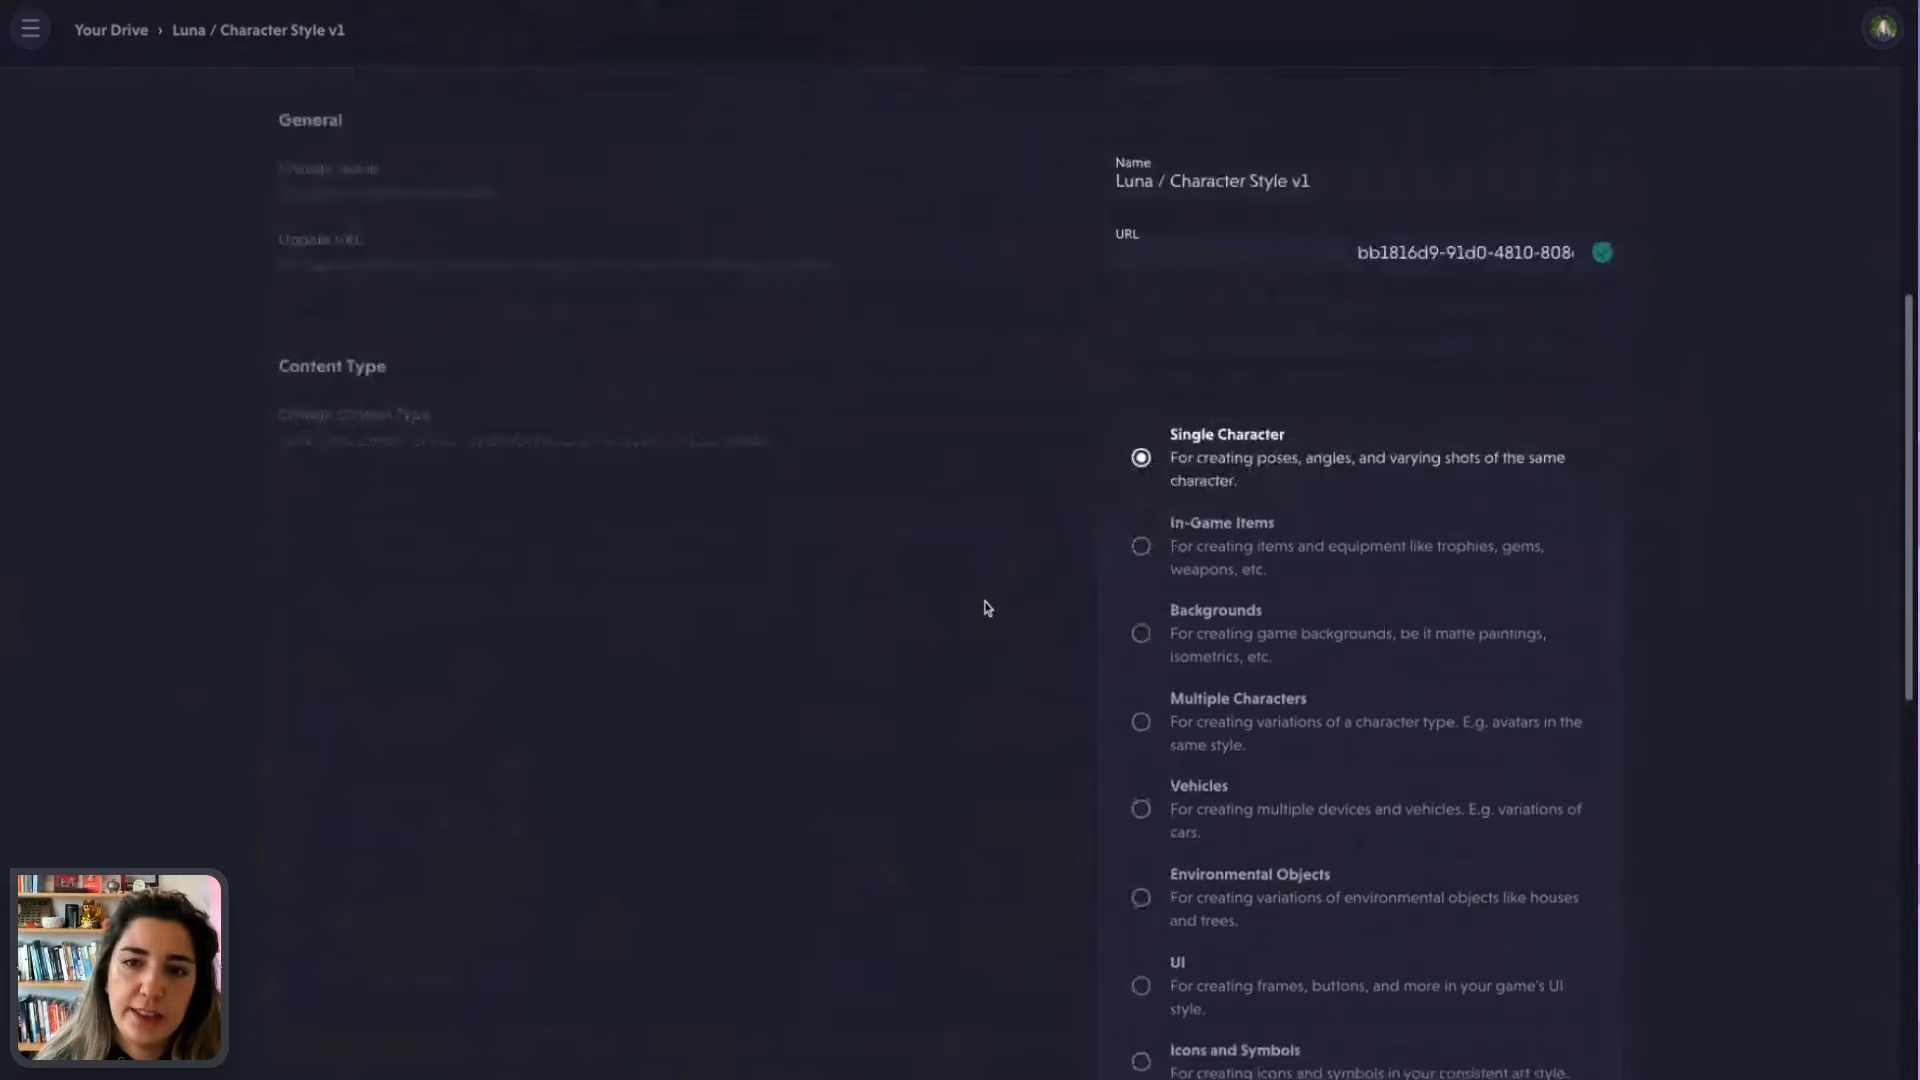 Your Drive › Luna / Character Style v1
General
Name
Luna / Character Style v1
Update URL
URL
bb1816d9-91d0-4810-808
Content Type
Change Content Type
Single Character
For creating poses, angles, and varying shots of the same
character.
In-Game Items
For creating items and equipment like trophies, gems,
weapons, etc.
Backgrounds
For creating game backgrounds, be it matte paintings,
isometrics, etc.
Multiple Characters
For creating variations of a character type. E.g. avatars in the
same style.
Vehicles
For creating multiple devices and vehicles. E.g. variations of
cars.
Environmental Objects
For creating variations of environmental objects like houses
and trees.
UI
For creating frames, buttons, and more in your game's UI
style.
Icons and Symbols
For creating icons and symbols in your consistent art style.